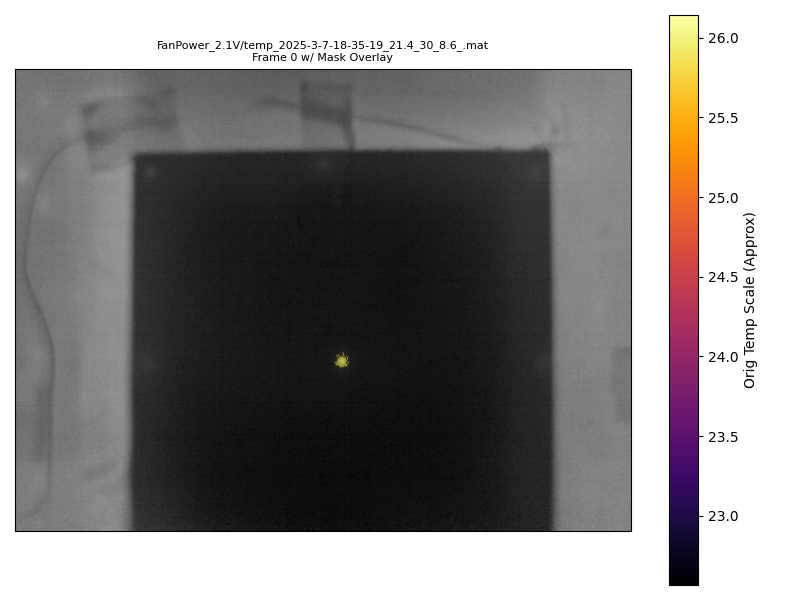 FanPower_2.1V/temp_2025-3-7-18-35-19_21.4_30_8.6_.mat
Frame 0 w/ Mask Overlay
26.0
25.5
25.0
24.5
24.0
23.5
23.0
Orig Temp Scale (Approx)